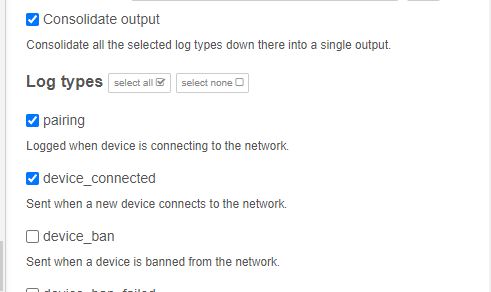 Consolidate output
Consolidate all the selected log types down there into a single output.
Log types select all select none
pairing
Logged when device is connecting to the network.
device_connected
Sent when a new device connects to the network.
device_ban
Sent when a device is banned from the network.